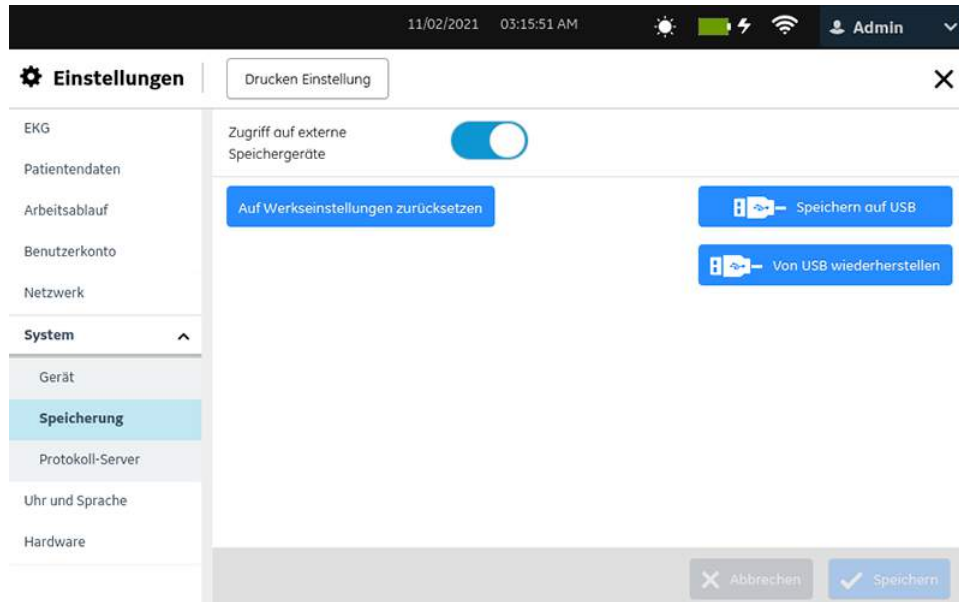 11/02/2021 03:15:51 AM
Admin
Einstellungen
Drucken Einstellung
EKG
Patientendaten
Arbeitsablauf
Benutzerkonto
Netzwerk
System
Gerät
Speicherung
Protokoll-Server
Uhr und Sprache
Hardware
Zugriff auf externe
Speichergeräte
Auf Werkseinstellungen zurücksetzen
Speichern auf USB
Von USB wiederherstellen
Abbrechen
Speichern